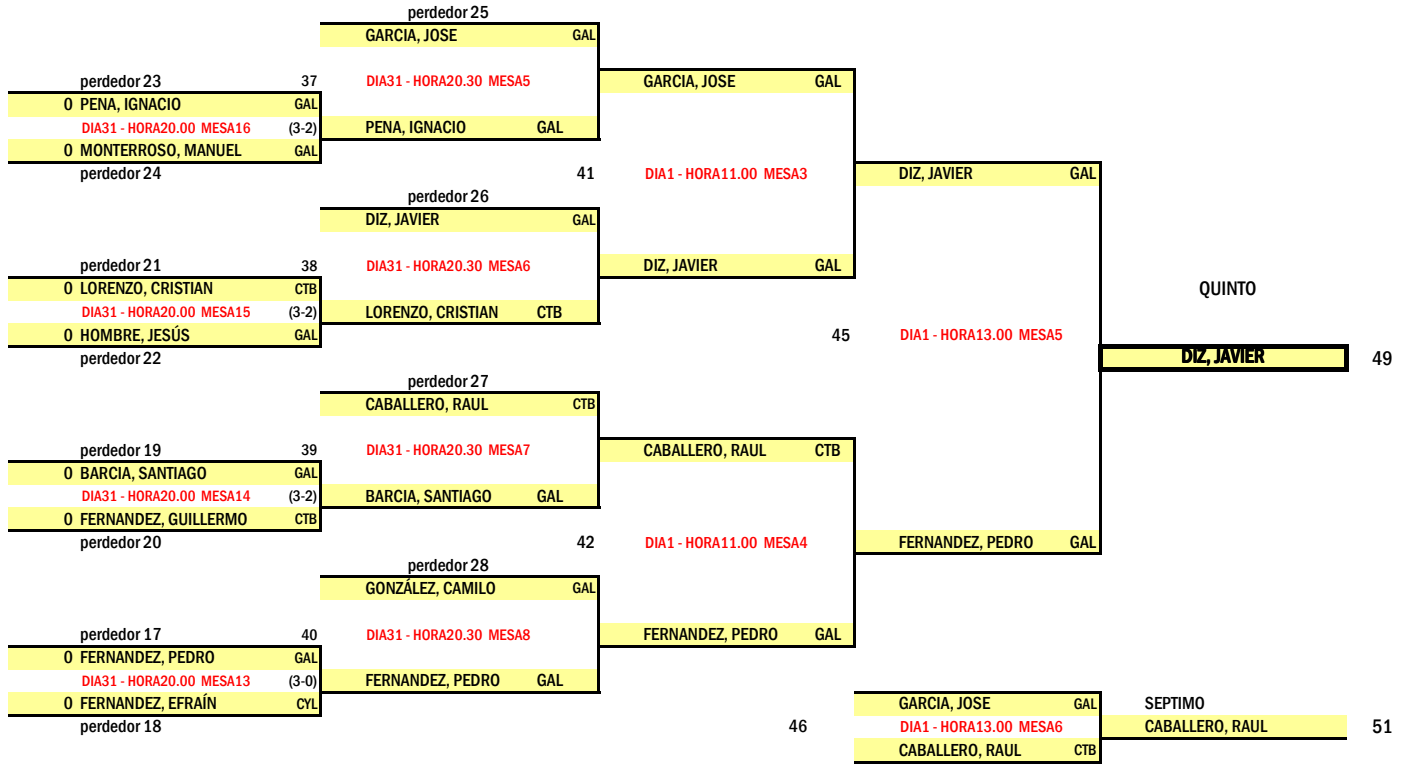 perdedor 25
GARCIA, JOSE GAL
perdedor 23 37 DIA31 - HORA20.30 MESA5 GARCIA, JOSE GAL
0 PENA, IGNACIO GAL
DIA31 - HORA20.00 MESA16 (3-2) PENA, IGNACIO GAL
0 MONTERROSO, MANUEL GAL
perdedor 24 41 DIA1 - HORA11.00 MESA3 DIZ, JAVIER GAL
perdedor 26
DIZ, JAVIER GAL
perdedor 21 38 DIA31 - HORA20.30 MESA6 DIZ, JAVIER GAL
0 LORENZO, CRISTIAN CTB QUINTO
DIA31 - HORA20.00 MESA15 (3-2) LORENZO, CRISTIAN CTB
0 HOMBRE, JESÚS GAL 45 DIA1 - HORA13.00 MESA5
perdedor 22 DIZ, JAVIER 49
perdedor 27
CABALLERO, RAUL CTB
perdedor 19 39 DIA31 - HORA20.30 MESA7 CABALLERO, RAUL CTB
0 BARCIA, SANTIAGO GAL
DIA31 - HORA20.00 MESA14 (3-2) BARCIA, SANTIAGO GAL
0 FERNANDEZ, GUILLERMO CTB
perdedor 20 42 DIA1 - HORA11.00 MESA4 FERNANDEZ, PEDRO GAL
perdedor 28
GONZÁLEZ, CAMILO GAL
perdedor 17 40 DIA31 - HORA20.30 MESA8 FERNANDEZ, PEDRO GAL
0 FERNANDEZ, PEDRO GAL
DIA31 - HORA20.00 MESA13 (3-0) FERNANDEZ, PEDRO GAL
0 FERNANDEZ, EFRAÍN CYL GARCIA, JOSE GAL SEPTIMO
perdedor 18 46 DIA1 - HORA13.00 MESA6 CABALLERO, RAUL 51
CABALLERO, RAUL CTB